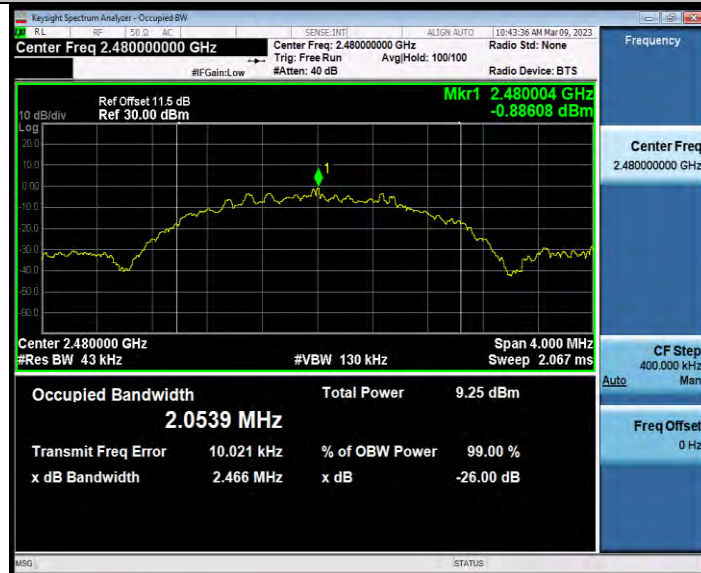 Keysight Spectrum Analyzer - Occupied BW
LXI RL RF 50 Ω AC SENSE:INT ALIGN AUTO 10:43:36 AM Mar 09, 2023
Center Freq 2.480000000 GHz
Center Freq: 2.480000000 GHz
Radio Std: None
Trig: Free Run Avg|Hold: 100/100
#IFGain:Low #Atten: 40 dB Radio Device: BTS
Mkr1 2.480004 GHz
-0.88608 dBm
Ref Offset 11.5 dB
10 dB/div Ref 30.00 dBm
Log
20.0
10.0
0.00
-10.0
-20.0
-30.0
-40.0
-50.0
-60.0
1
Center 2.480000 GHz Span 4.000 MHz
#Res BW 43 kHz #VBW 130 kHz Sweep 2.067 ms
Occupied Bandwidth Total Power 9.25 dBm
2.0539 MHz
Transmit Freq Error 10.021 kHz % of OBW Power 99.00 %
x dB Bandwidth 2.466 MHz x dB -26.00 dB
Frequency
Center Freq
2.480000000 GHz
CF Step
400.000 kHz
Auto Man
Freq Offset
0 Hz
MSG STATUS